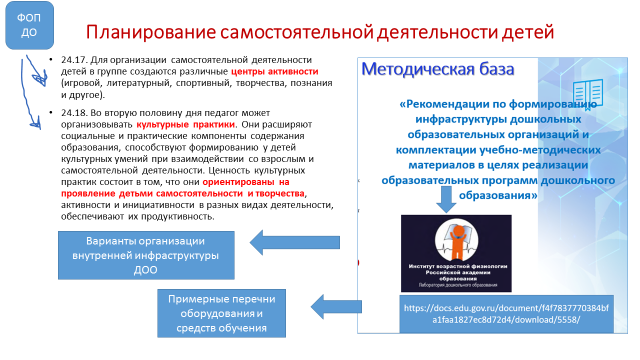 ФОП
ДО
Планирование самостоятельной деятельности детей
• 24.17. Для организации самостоятельной деятельности
детей в группе создаются различные центры активности
(игровой, литературный, спортивный, творчества, познания
и другое).
• 24.18. Во вторую половину дня педагог может
организовывать культурные практики. Они расширяют
социальные и практические компоненты содержания
образования, способствуют формированию у детей
культурных умений при взаимодействии со взрослым и
самостоятельной деятельности. Ценность культурных
практик состоит в том, что они ориентированы на
проявление детьми самостоятельности и творчества,
активности и инициативности в разных видах деятельности,
обеспечивают их продуктивность.
Методическая база
«Рекомендации по формированию
инфраструктуры дошкольных
образовательных организаций и
комплектации учебно-методических
материалов в целях реализации
образовательных программ дошкольного
образования»
Варианты организации
внутренней инфраструктуры
ДОО
Институт возрастной физиологии
Российской академии
образования
Лаборатория дошкольного образования
Примерные перечни
оборудования и
средств обучения
https://docs.edu.gov.ru/document/f4f7837770384bf
a1faa1827ec8d72d4/download/5558/